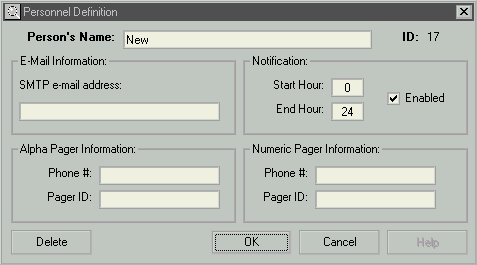 Personnel Definition
Person's Name: New ID: 17
E-Mail Information:
SMTP e-mail address:
Notification:
Start Hour: 0
End Hour: 24
Enabled
Alpha Pager Information:
Phone #:
Pager ID:
Numeric Pager Information:
Phone #:
Pager ID:
Delete OK Cancel Help